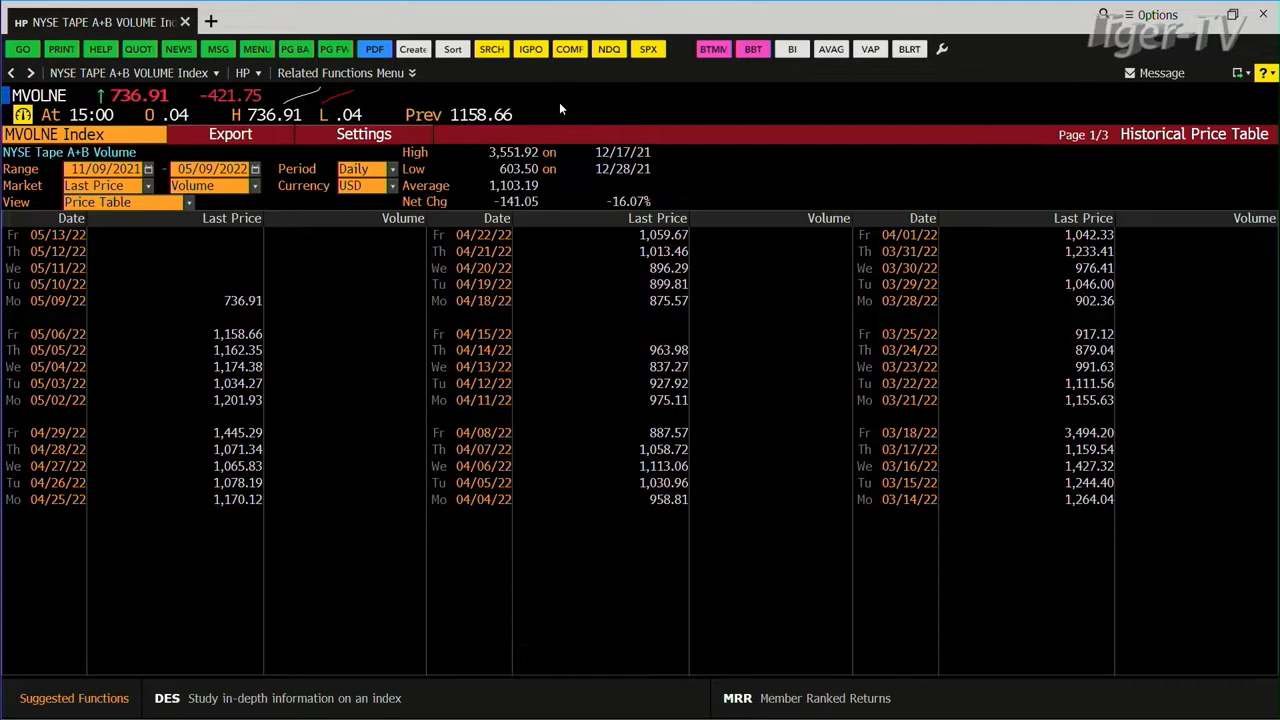 HP NYSE TAPE A+B VOLUME In
Options
GO PRINT HELP QUOT NEWS MSG MENU PG BA PG FW PDF Create Sort SRCH IGPO COMF NDQ SPX BTMM BBT BI AVAG VAP BLRT
NYSE TAPE A+B VOLUME Index HP Related Functions Menu Message ?
MVOLNE 736.91 -421.75
At 15:00 O .04 H 736.91 L .04 Prev 1158.66
MVOLNE Index Export Settings Page 1/3 Historical Price Table
NYSE Tape A+B Volume High 3,551.92 on 12/17/21
Range 11/09/2021 - 05/09/2022 Period Daily Low 603.50 on 12/28/21
Market Last Price Volume Currency USD Average 1,103.19
View Price Table Net Chg -141.05 -16.07%
Date Last Price Volume Date Last Price Volume Date Last Price Volume
Fr 05/13/22 Fr 04/22/22 1,059.67 Fr 04/01/22 1,042.33
Th 05/12/22 Th 04/21/22 1,013.46 Th 03/31/22 1,233.41
We 05/11/22 We 04/20/22 896.29 We 03/30/22 976.41
Tu 05/10/22 Tu 04/19/22 899.81 Tu 03/29/22 1,046.00
Mo 05/09/22 736.91 Mo 04/18/22 875.57 Mo 03/28/22 902.36
Fr 05/06/22 1,158.66 Fr 04/15/22 Fr 03/25/22 917.12
Th 05/05/22 1,162.35 Th 04/14/22 963.98 Th 03/24/22 879.04
We 05/04/22 1,174.38 We 04/13/22 837.27 We 03/23/22 991.63
Tu 05/03/22 1,034.27 Tu 04/12/22 927.92 Tu 03/22/22 1,111.56
Mo 05/02/22 1,201.93 Mo 04/11/22 975.11 Mo 03/21/22 1,155.63
Fr 04/29/22 1,445.29 Fr 04/08/22 887.57 Fr 03/18/22 3,494.20
Th 04/28/22 1,071.34 Th 04/07/22 1,058.72 Th 03/17/22 1,159.54
We 04/27/22 1,065.83 We 04/06/22 1,113.06 We 03/16/22 1,427.32
Tu 04/26/22 1,078.19 Tu 04/05/22 1,030.96 Tu 03/15/22 1,244.40
Mo 04/25/22 1,170.12 Mo 04/04/22 958.81 Mo 03/14/22 1,264.04
Suggested Functions DES Study in-depth information on an index MRR Member Ranked Returns